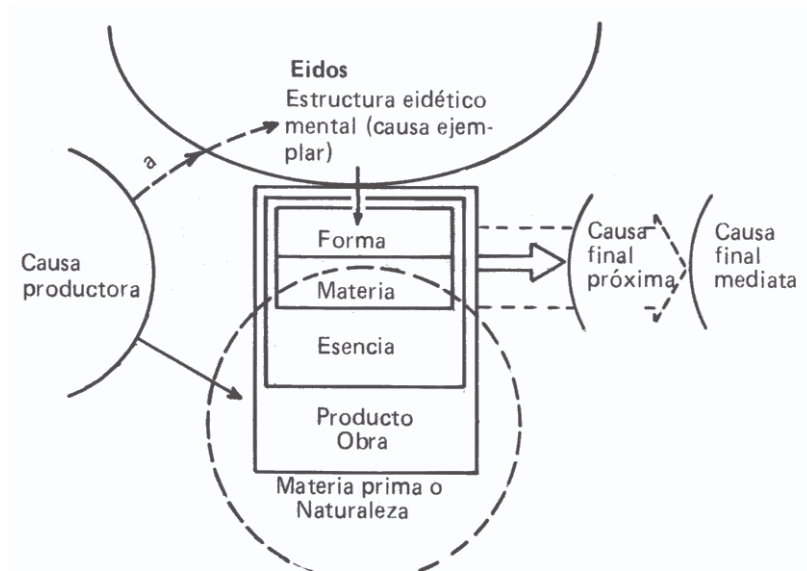 Eidos
Estructura eidético
mental (causa ejem-
plar)
a
Causa
productora
Forma
Materia
Esencia
Producto
Obra
Materia prima o
Naturaleza
Causa
final
próxima
Causa
final
mediata